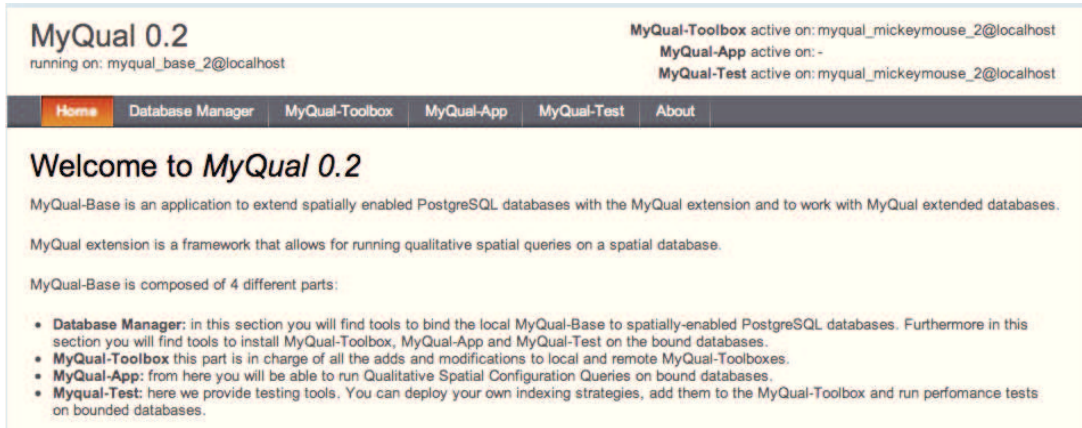 MyQual 0.2
running on: myqual_base_2@localhost
MyQual-Toolbox active on: myqual_mickeymouse_2@localhost
MyQual-App active on: -
MyQual-Test active on: myqual_mickeymouse_2@localhost
Home Database Manager MyQual-Toolbox MyQual-App MyQual-Test About
Welcome to MyQual 0.2
MyQual-Base is an application to extend spatially enabled PostgreSQL databases with the MyQual extension and to work with MyQual extended databases.
MyQual extension is a framework that allows for running qualitative spatial queries on a spatial database.
MyQual-Base is composed of 4 different parts:
• Database Manager: in this section you will find tools to bind the local MyQual-Base to spatially-enabled PostgreSQL databases. Furthermore in this
section you will find tools to install MyQual-Toolbox, MyQual-App and MyQual-Test on the bound databases.
• MyQual-Toolbox this part is in charge of all the adds and modifications to local and remote MyQual-Toolboxes.
• MyQual-App: from here you will be able to run Qualitative Spatial Configuration Queries on bound databases.
• Myqual-Test: here we provide testing tools. You can deploy your own indexing strategies, add them to the MyQual-Toolbox and run perfomance tests
on bounded databases.